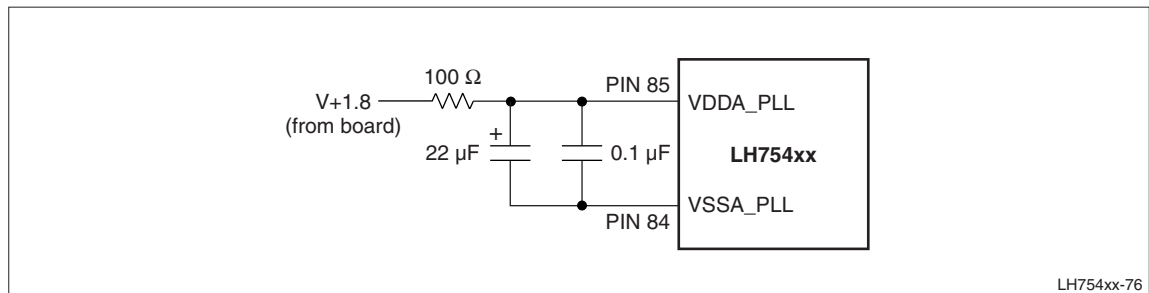 100 Ω
PIN 85
V+1.8
(from board)
VDDA_PLL
+
22 µF
0.1 µF
LH754xx
VSSA_PLL
PIN 84
LH754xx-76